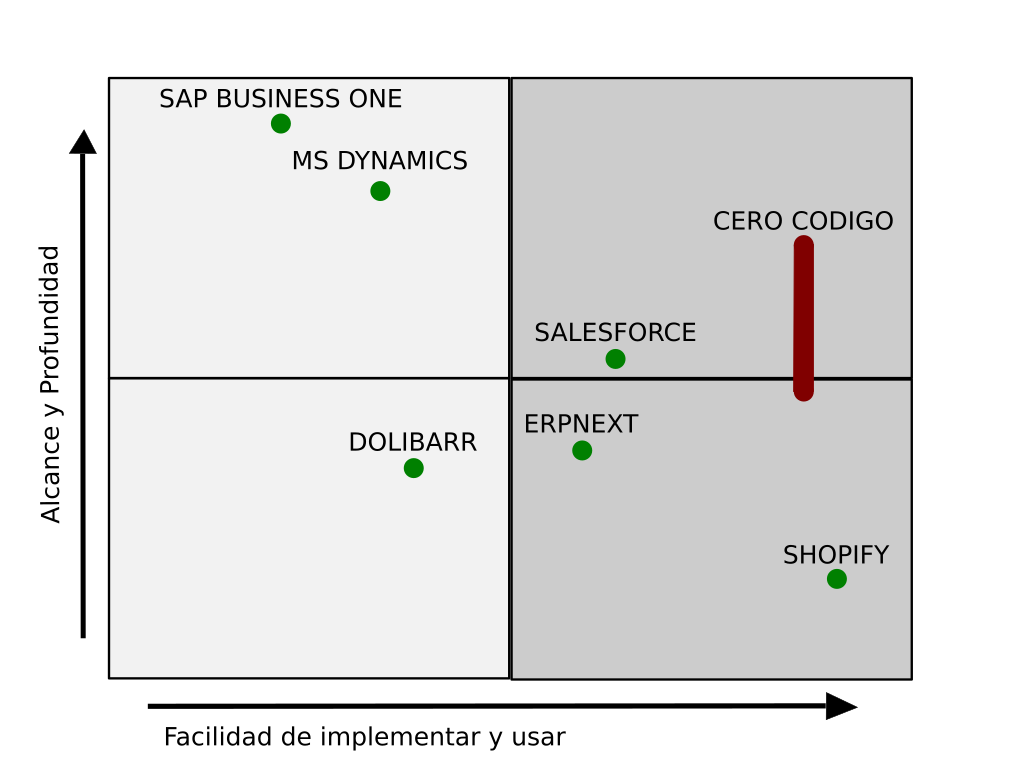 SAP BUSINESS ONE
MS DYNAMICS
CERO CODIGO
SALESFORCE
ERPNEXT
DOLIBARR
SHOPIFY
Alcance y Profundidad
Facilidad de implementar y usar